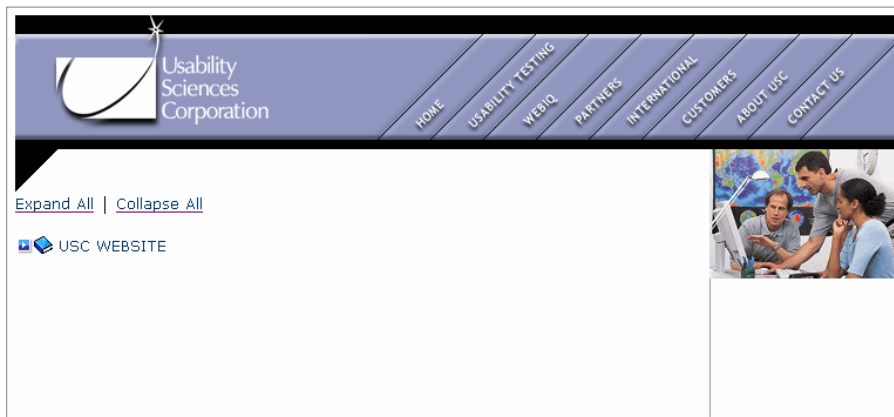 Usability
Sciences
Corporation
HOME
USABILITY TESTING
WEBIQ
PARTNERS
INTERNATIONAL
CUSTOMERS
ABOUT USC
CONTACT US
Expand All | Collapse All
USC WEBSITE